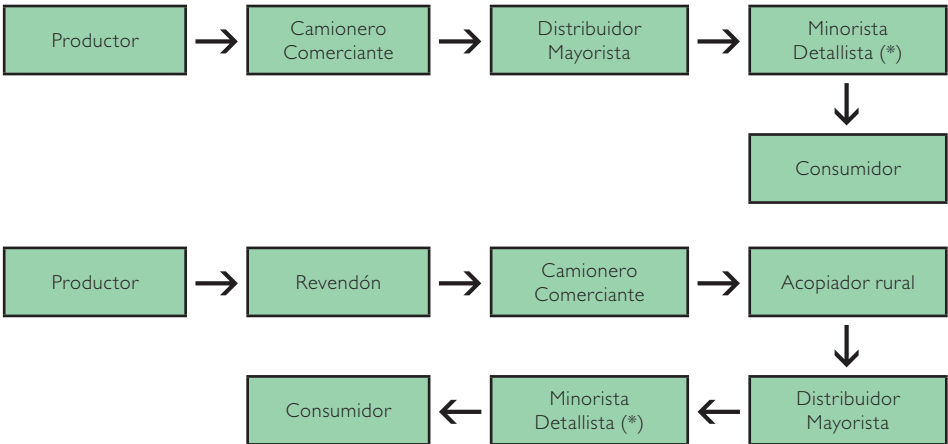 Productor
Camionero
Comerciante
Distribuidor
Mayorista
Minorista
Detallista (*)
Consumidor
Productor
Revendón
Camionero
Comerciante
Acopiador rural
Distribuidor
Mayorista
Minorista
Detallista (*)
Consumidor